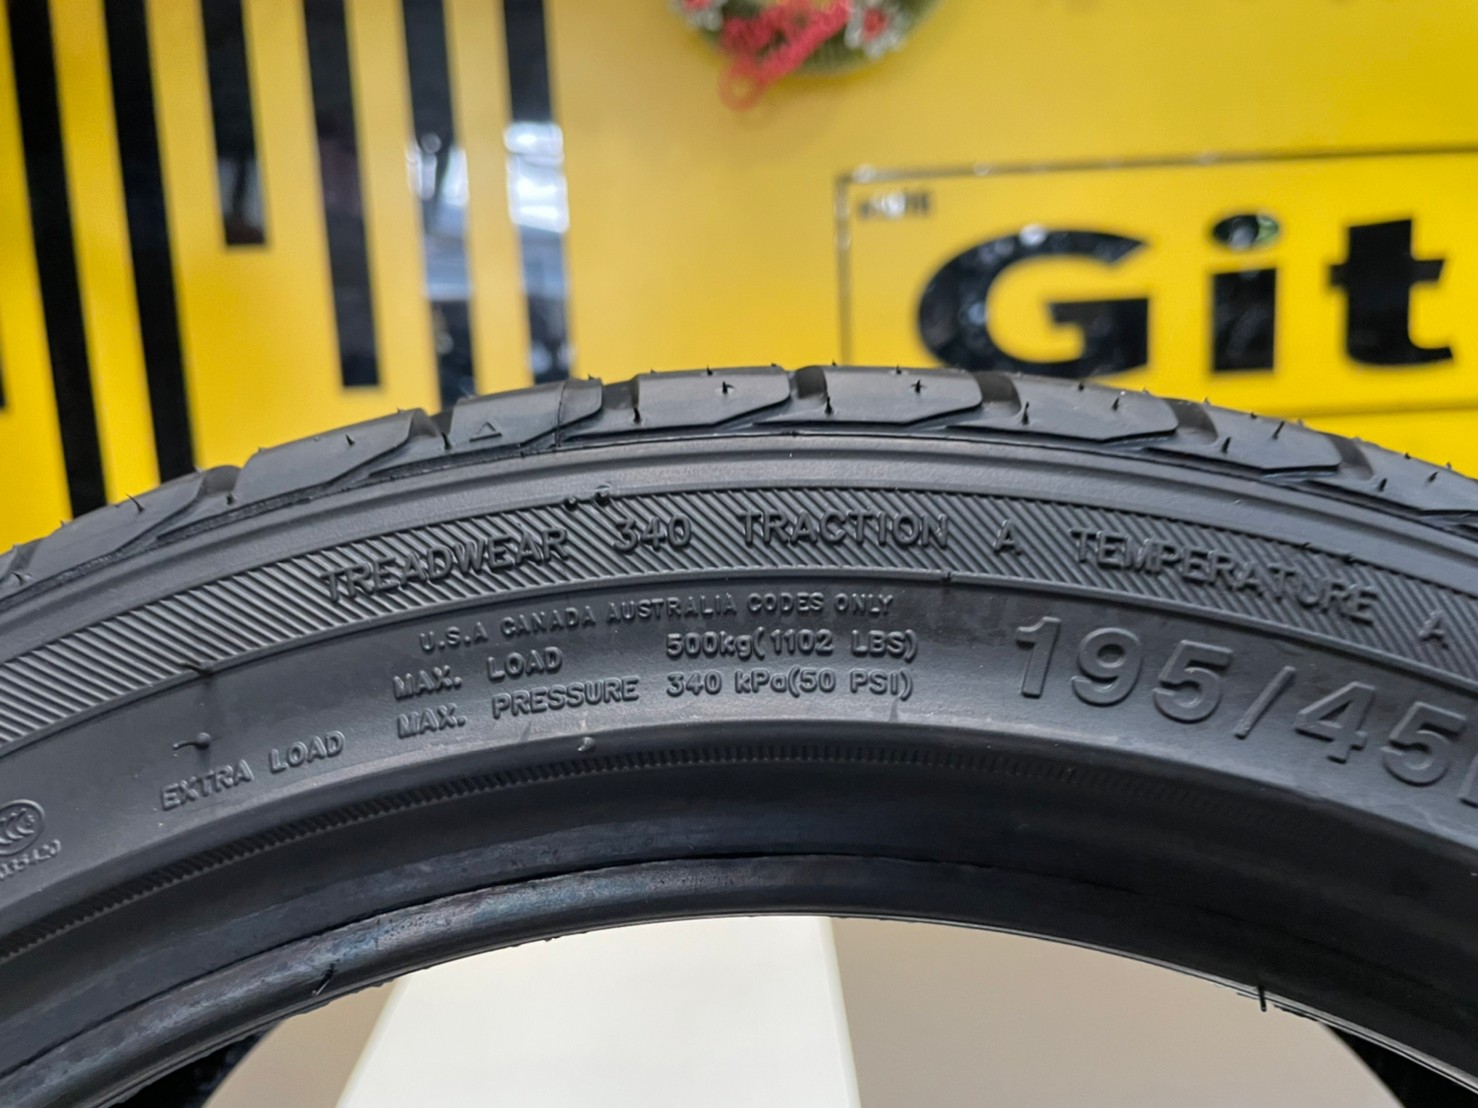 Git
TREADWEAR 340 TRACTION A TEMPERATURE A
U.S.A CANADA AUSTRALIA CODES ONLY
MAX. LOAD 500kg(1102 LBS)
MAX. PRESSURE 340 kPa(50 PSI)
195/45
EXTRA LOAD